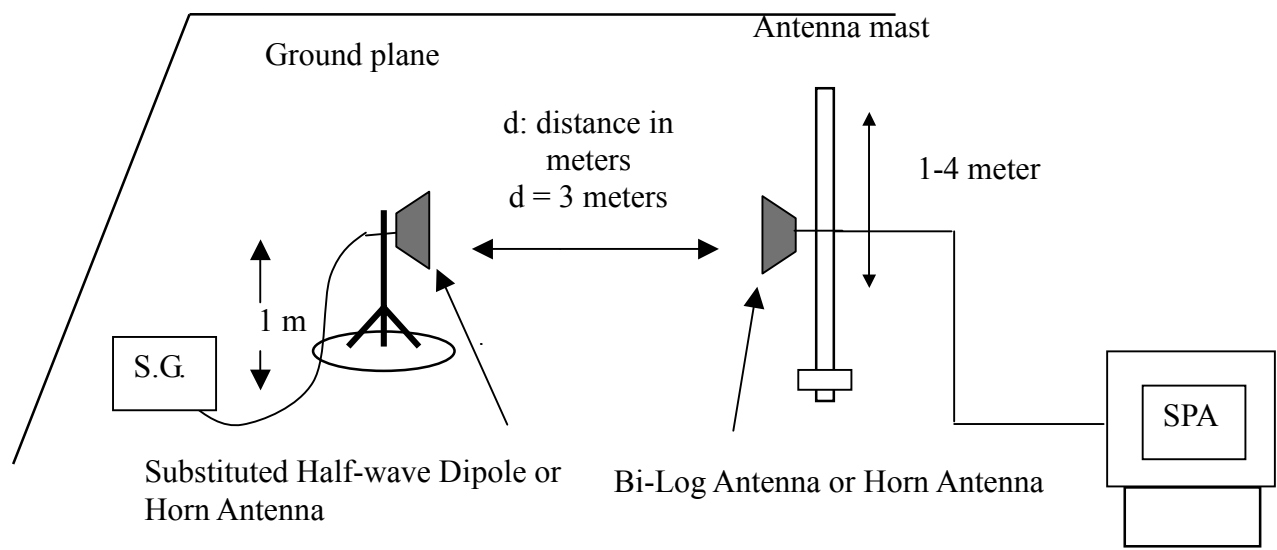 Antenna mast
Ground plane
d: distance in
meters
d = 3 meters
1-4 meter
1 m
S.G.
SPA
Substituted Half-wave Dipole or
Horn Antenna
Bi-Log Antenna or Horn Antenna